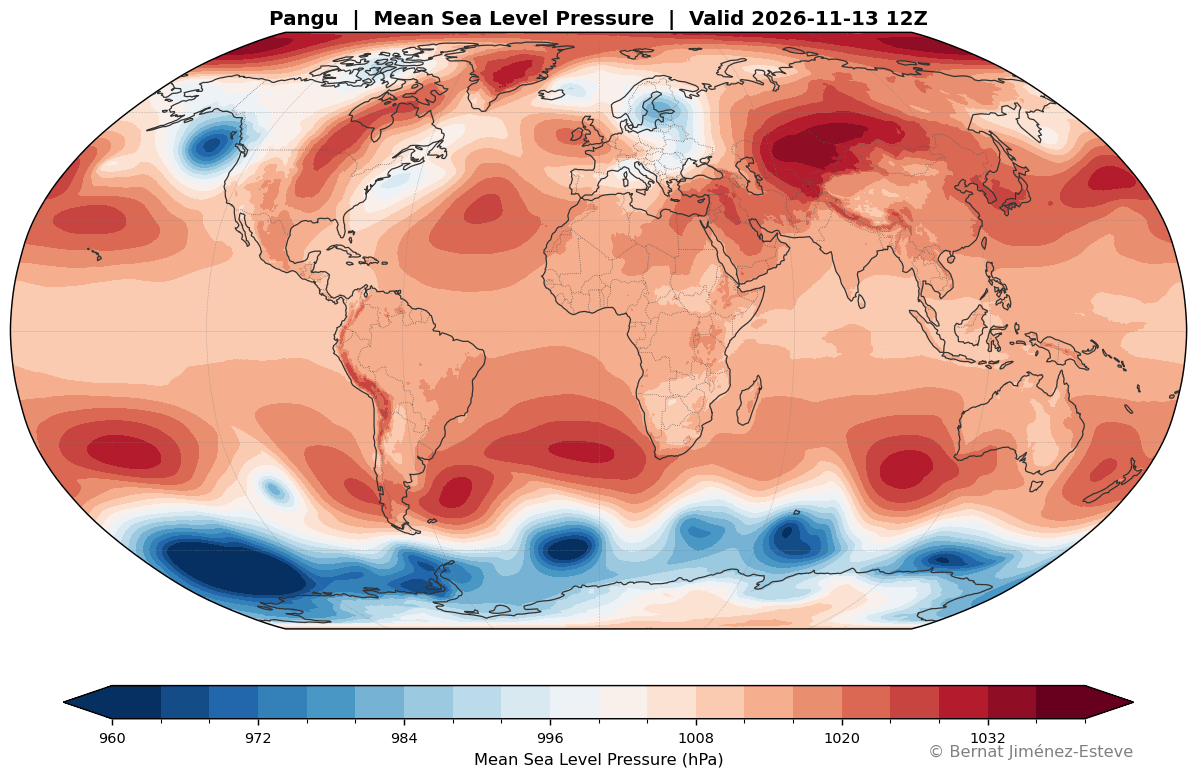 Pangu | Mean Sea Level Pressure | Valid 2026-11-13 12Z
960 972 984 996 1008 1020 1032
Mean Sea Level Pressure (hPa)
© Bernat Jiménez-Esteve